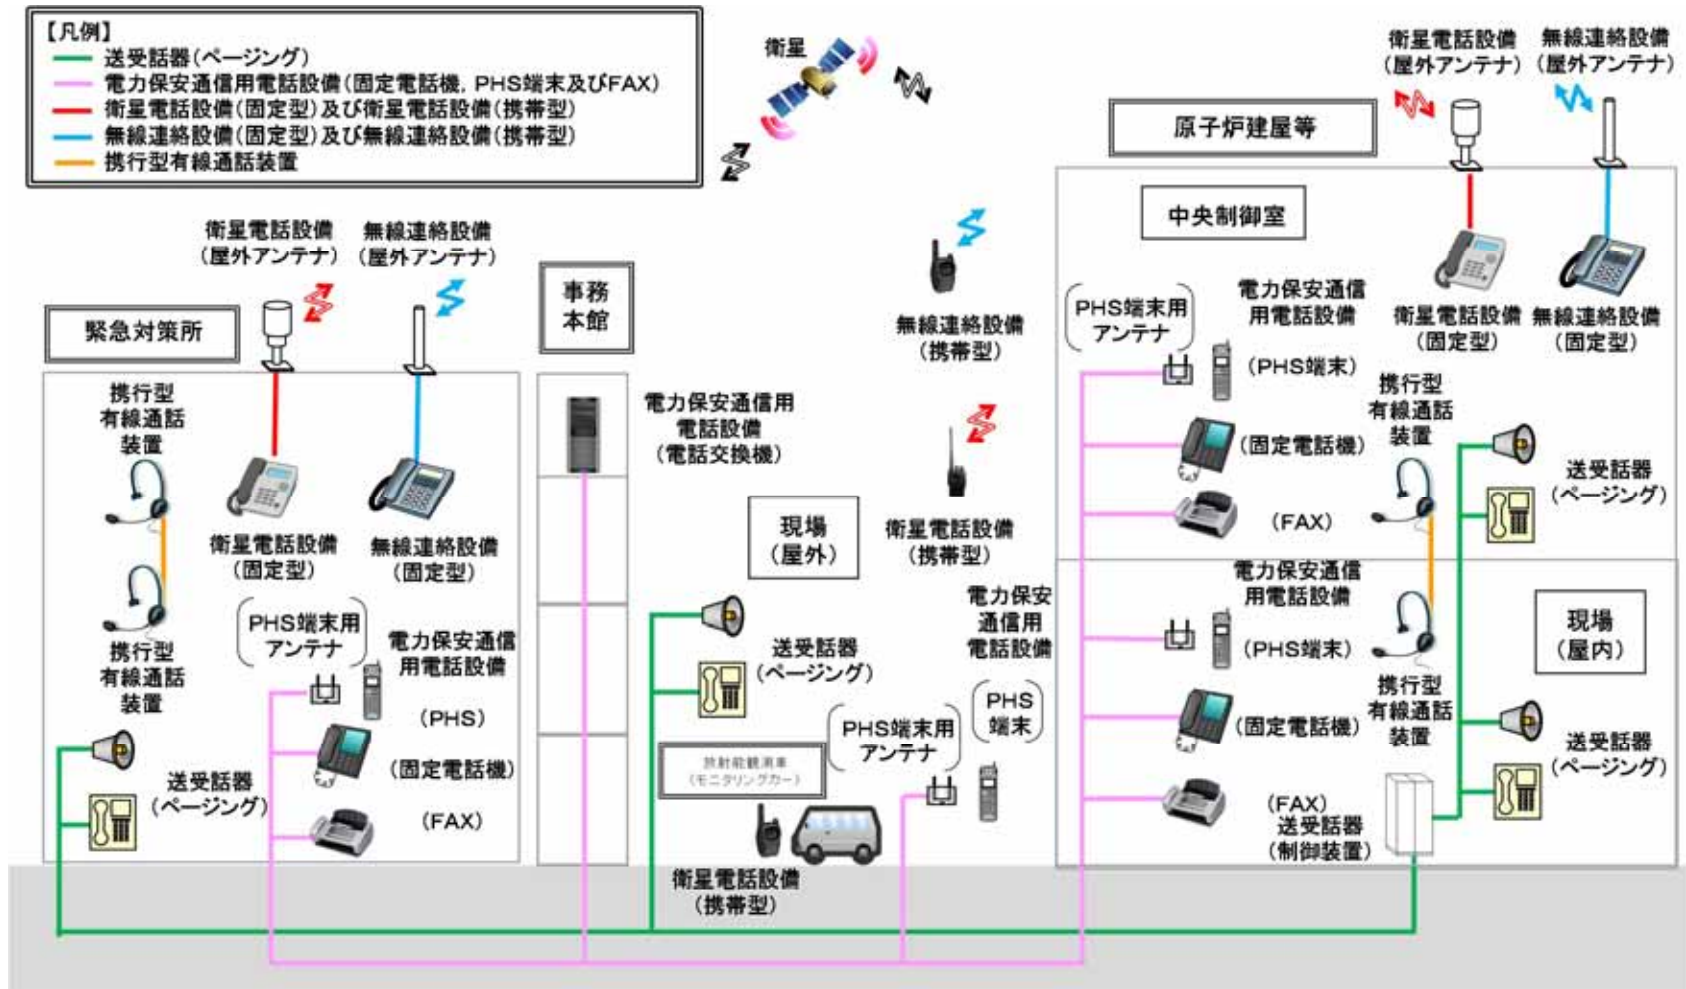 【凡例】
送受話器(ページング)
電力保安通信用電話設備(固定電話機，PHS端末及びFAX)
衛星電話設備(固定型)及び衛星電話設備(携帯型)
無線連絡設備(固定型)及び無線連絡設備(携帯型)
携行型有線通話装置
衛星
衛星電話設備
(屋外アンテナ)
無線連絡設備
(屋外アンテナ)
原子炉建屋等
中央制御室
衛星電話設備
(屋外アンテナ)
無線連絡設備
(屋外アンテナ)
緊急対策所
事務
本館
携行型
有線通話
装置
衛星電話設備
(固定型)
無線連絡設備
(固定型)
携行型
有線通話
装置
PHS端末用
アンテナ
電力保安通信
用電話設備
(PHS)
(固定電話機)
(FAX)
送受話器
(ページング)
電力保安通信用
電話設備
(電話交換機)
現場
(屋外)
送受話器
(ページング)
放射能観測車
(モニタリングカー)
衛星電話設備
(携帯型)
無線連絡設備
(携帯型)
衛星電話設備
(携帯型)
電力保安
通信用
電話設備
PHS
端末
PHS端末用
アンテナ
PHS端末用
アンテナ
電力保安通信
用電話設備
(PHS端末)
(固定電話機)
(FAX)
衛星電話設備
(固定型)
無線連絡設備
(固定型)
携行型
有線通話
装置
送受話器
(ページング)
電力保安通信
用電話設備
(PHS端末)
(固定電話機)
(FAX)
携行型
有線通話
装置
現場
(屋内)
送受話器
(ページング)
送受話器
(制御装置)